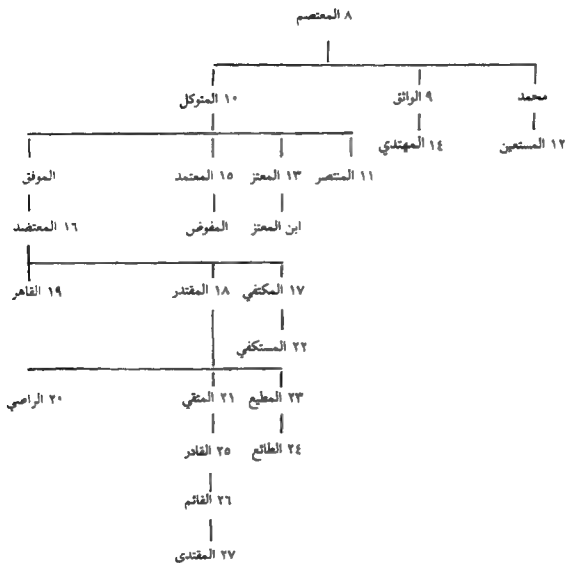 ٨ المعتصم
محمد ٩ الواثق ١٠ المتوكل
١٢ المستعين ١٤ المهتدي
١١ المنتصر ١٣ المعتز ١٥ المعتمد الموفق
ابن المعتز المفوض ١٦ المعتضد
١٧ المكتفي ١٨ المقتدر ١٩ القاهر
٢٢ المستكفي
٢٣ المطيع ٢١ المتقي ٢٠ الراصي
٢٤ الطائع ٢٥ القادر
٢٦ القائم
٢٧ المقتدى